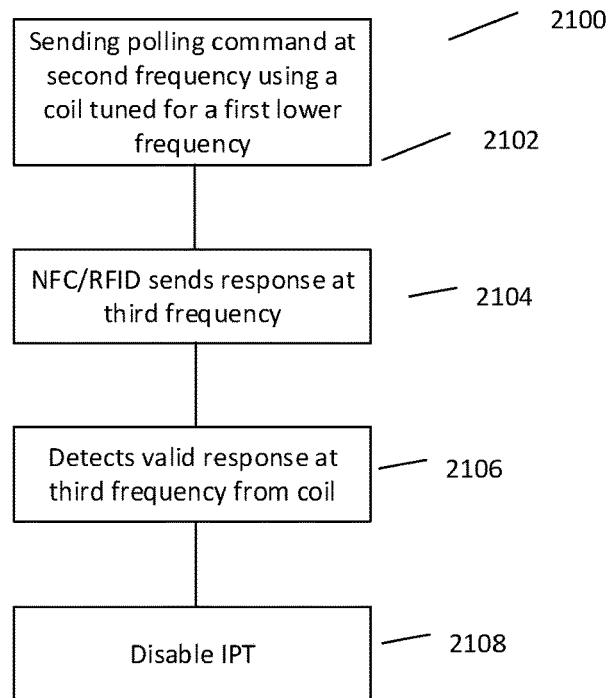 2100
Sending polling command at
second frequency using a
coil tuned for a first lower
frequency
2102
NFC/RFID sends response at
third frequency
2104
Detects valid response at
third frequency from coil
2106
Disable IPT
2108